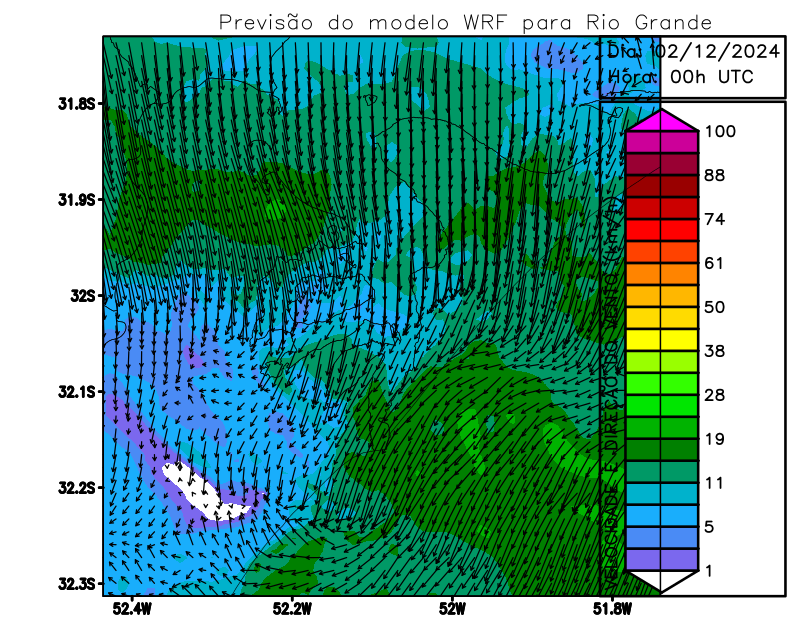 Previsão do modelo WRF para Rio Grande
Dia: 02/12/2024
Hora: 00h UTC
31.8S
31.9S
32S
32.1S
32.2S
32.3S
52.4W
52.2W
52W
51.8W
100
88
74
61
50
38
28
19
11
5
1
VELOCIDADE E DIREÇÃO DO VENTO (km/h)